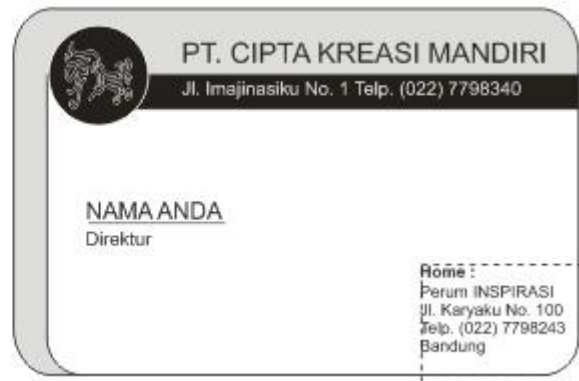 PT. CIPTA KREASI MANDIRI
Jl. Imajinasiku No. 1 Telp. (022) 7798340
NAMA ANDA
Direktur
Home :
Perum INSPIRASI
Jl. Karyaku No. 100
Telp. (022) 7798243
Bandung